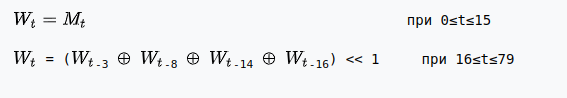 W_t = M_t при 0≤t≤15
W_t = (W_t-3 ⊕ W_t-8 ⊕ W_t-14 ⊕ W_t-16) << 1 при 16≤t≤79